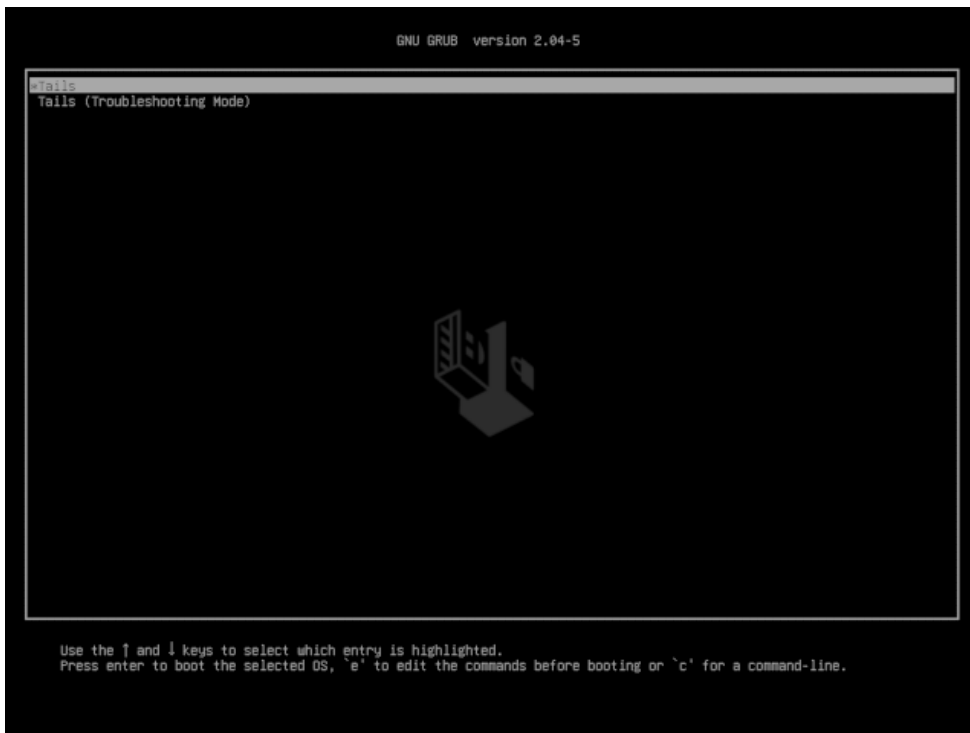 GNU GRUB version 2.04-5
*Tails
Tails (Troubleshooting Mode)
Use the ↑ and ↓ keys to select which entry is highlighted.
Press enter to boot the selected OS, `e' to edit the commands before booting or `c' for a command-line.